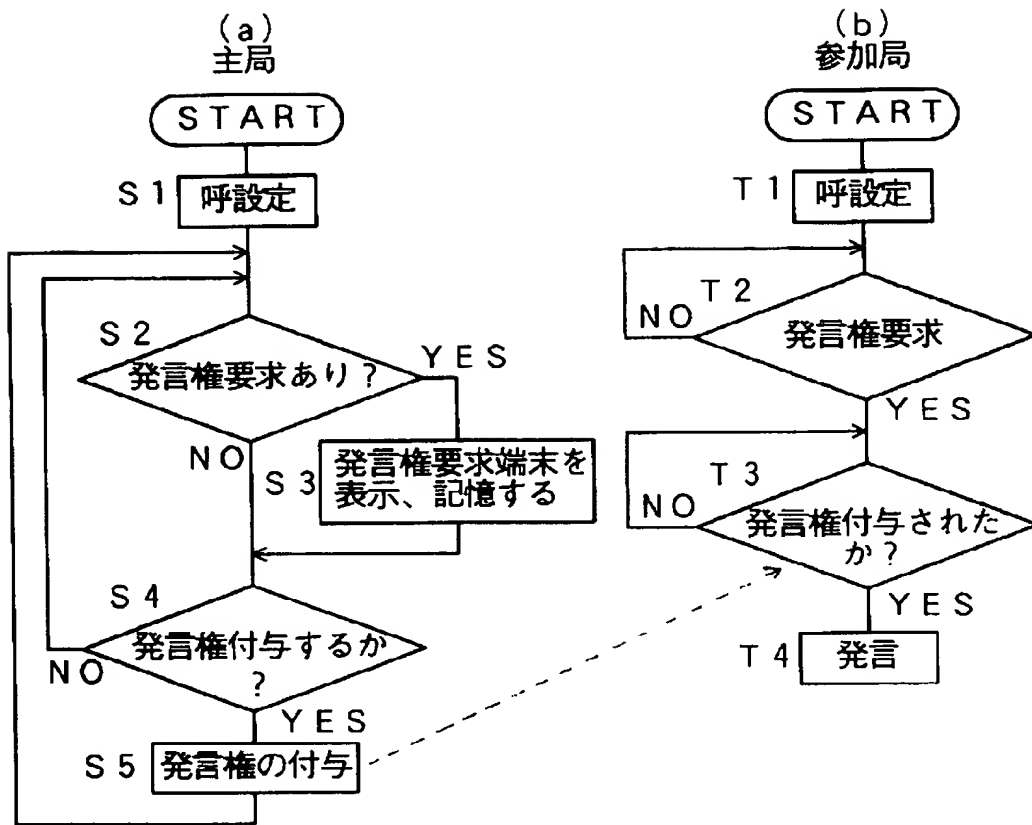 (a)
主局
START
S1
呼設定
S2
発言権要求あり?
YES
NO
S3
発言権要求端末を
表示、記憶する
S4
発言権付与するか
?
NO
YES
S5
発言権の付与
(b)
参加局
START
T1
呼設定
T2
NO
発言権要求
YES
T3
NO
発言権付与された
か?
YES
T4
発言